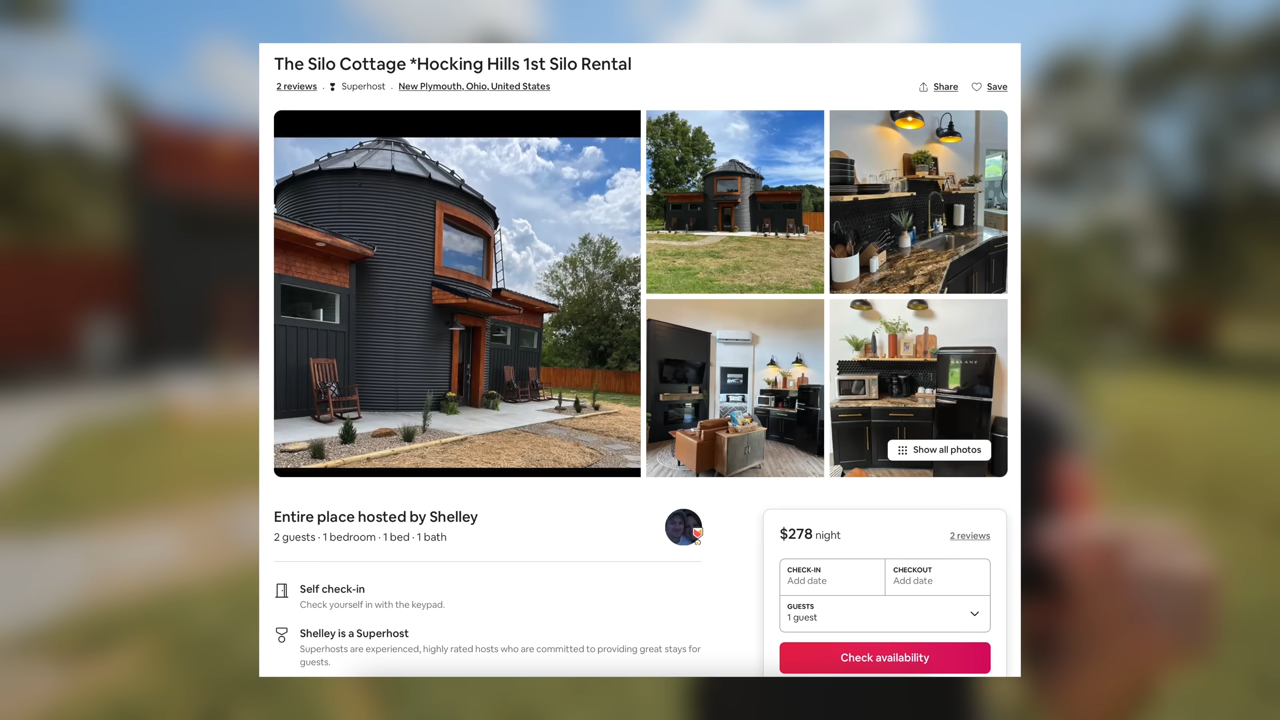 The Silo Cottage *Hocking Hills 1st Silo Rental
2 reviews . Superhost . New Plymouth, Ohio, United States
Share Save
Show all photos
Entire place hosted by Shelley
2 guests · 1 bedroom · 1 bed · 1 bath
Self check-in
Check yourself in with the keypad.
Shelley is a Superhost
Superhosts are experienced, highly rated hosts who are committed to providing great stays for
guests.
$278 night
2 reviews
CHECK-IN
Add date
CHECKOUT
Add date
GUESTS
1 guest
Check availability